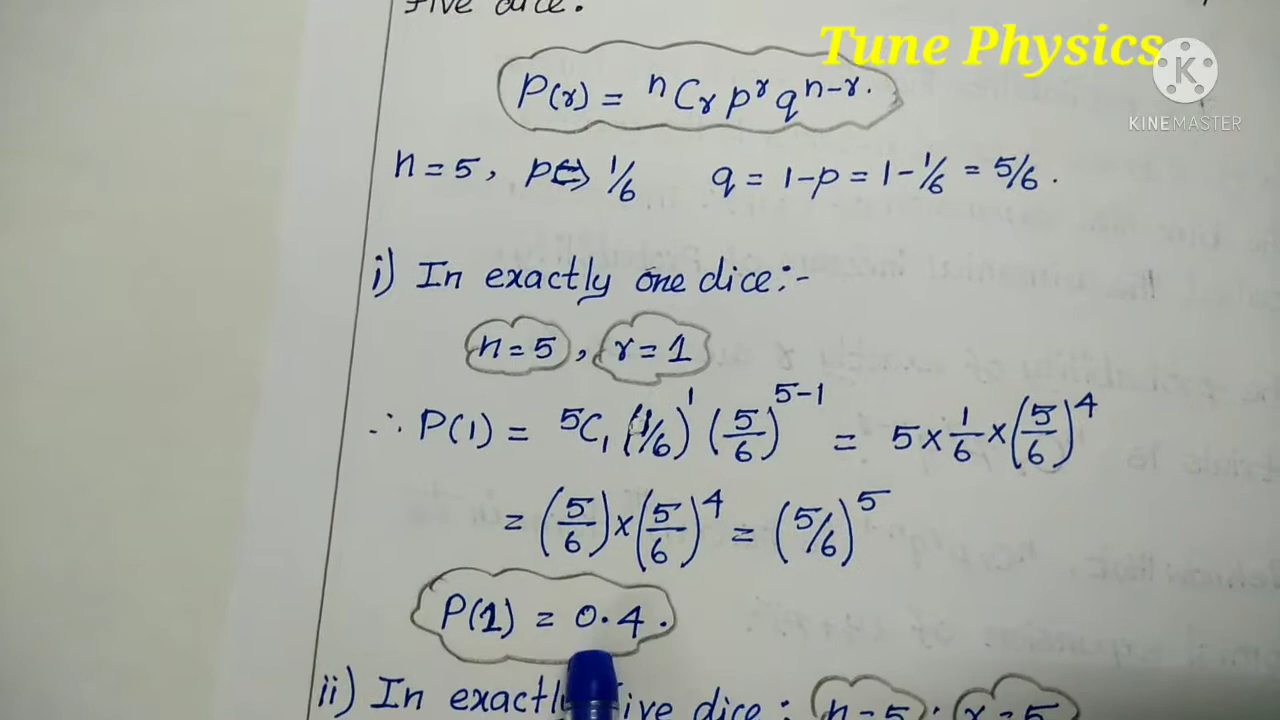 Five dice.
Tune Physics
KINEMASTER
P(r) = ⁿCᵣ pʳ qⁿ⁻ʳ.
n = 5, p ⇔ 1/6 q = 1-p = 1-1/6 = 5/6.
i) In exactly one dice:-
n = 5, r = 1
∴ P(1) = ⁵C₁ (1/6)¹ (5/6)⁵⁻¹ = 5 × 1/6 × (5/6)⁴
= (5/6) × (5/6)⁴ = (5/6)⁵
P(1) = 0.4.
ii) In exactly five dice: n = 5, r = 5